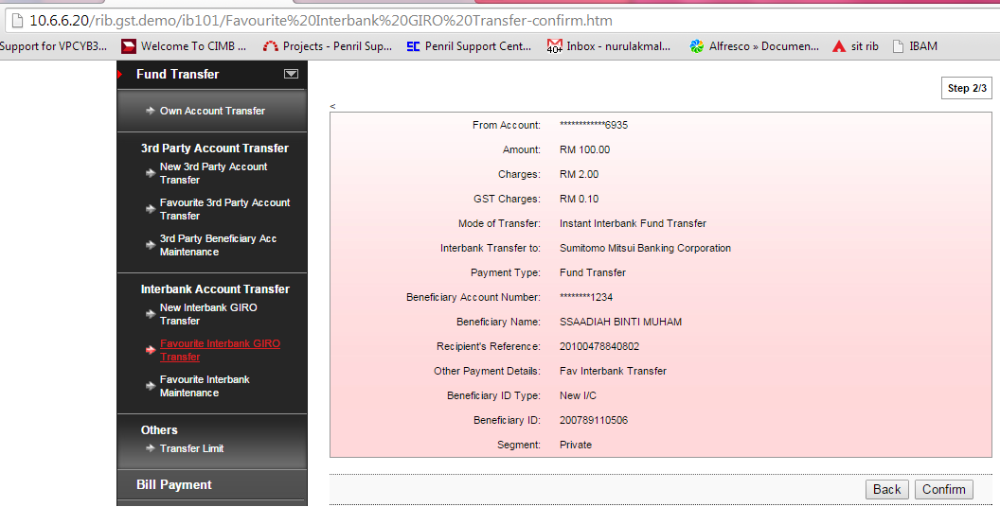 10.6.6.20/rib.gst.demo/ib101/Favourite%20Interbank%20GIRO%20Transfer-confirm.htm
Support for VPCYB3... Welcome To CIMB ... Projects - Penril Sup... SC Penril Support Cent... 40+ Inbox - nurulakmal... Alfresco » Documen... sit rib IBAM
Fund Transfer
Own Account Transfer
3rd Party Account Transfer
New 3rd Party Account
Transfer
Favourite 3rd Party Account
Transfer
3rd Party Beneficiary Acc
Maintenance
Interbank Account Transfer
New Interbank GIRO
Transfer
Favourite Interbank GIRO
Transfer
Favourite Interbank
Maintenance
Others
Transfer Limit
Bill Payment
Step 2/3
<
From Account: ************6935
Amount: RM 100.00
Charges: RM 2.00
GST Charges: RM 0.10
Mode of Transfer: Instant Interbank Fund Transfer
Interbank Transfer to: Sumitomo Mitsui Banking Corporation
Payment Type: Fund Transfer
Beneficiary Account Number: ********1234
Beneficiary Name: SSAADIAH BINTI MUHAM
Recipient's Reference: 20100478840802
Other Payment Details: Fav Interbank Transfer
Beneficiary ID Type: New I/C
Beneficiary ID: 200789110506
Segment: Private
Back Confirm